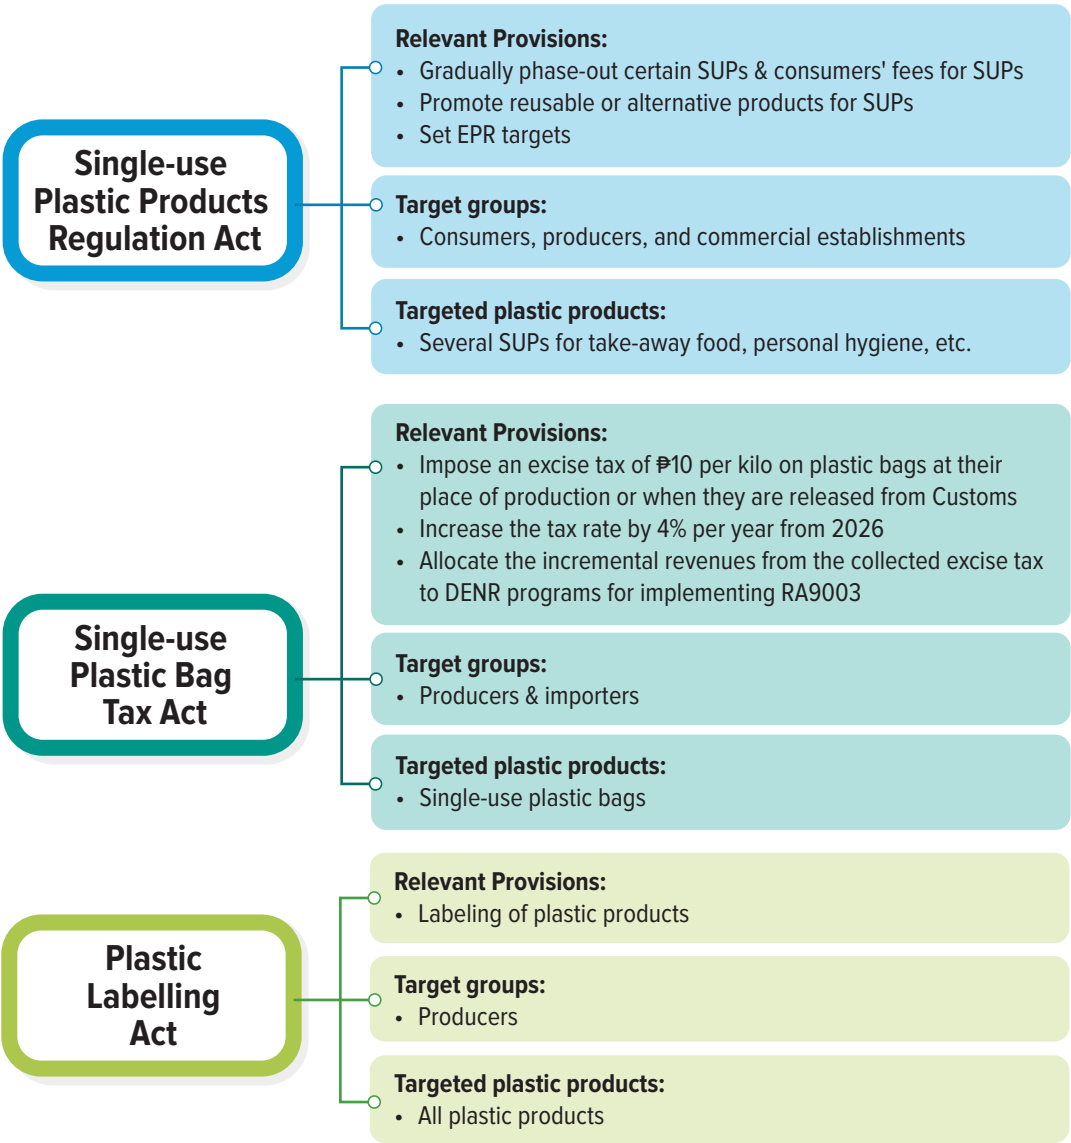 Single-use
Plastic Products
Regulation Act
Relevant Provisions:
• Gradually phase-out certain SUPs & consumers' fees for SUPs
• Promote reusable or alternative products for SUPs
• Set EPR targets
Target groups:
• Consumers, producers, and commercial establishments
Targeted plastic products:
• Several SUPs for take-away food, personal hygiene, etc.
Single-use
Plastic Bag
Tax Act
Relevant Provisions:
• Impose an excise tax of ₱10 per kilo on plastic bags at their
place of production or when they are released from Customs
• Increase the tax rate by 4% per year from 2026
• Allocate the incremental revenues from the collected excise tax
to DENR programs for implementing RA9003
Target groups:
• Producers & importers
Targeted plastic products:
• Single-use plastic bags
Plastic
Labelling
Act
Relevant Provisions:
• Labeling of plastic products
Target groups:
• Producers
Targeted plastic products:
• All plastic products